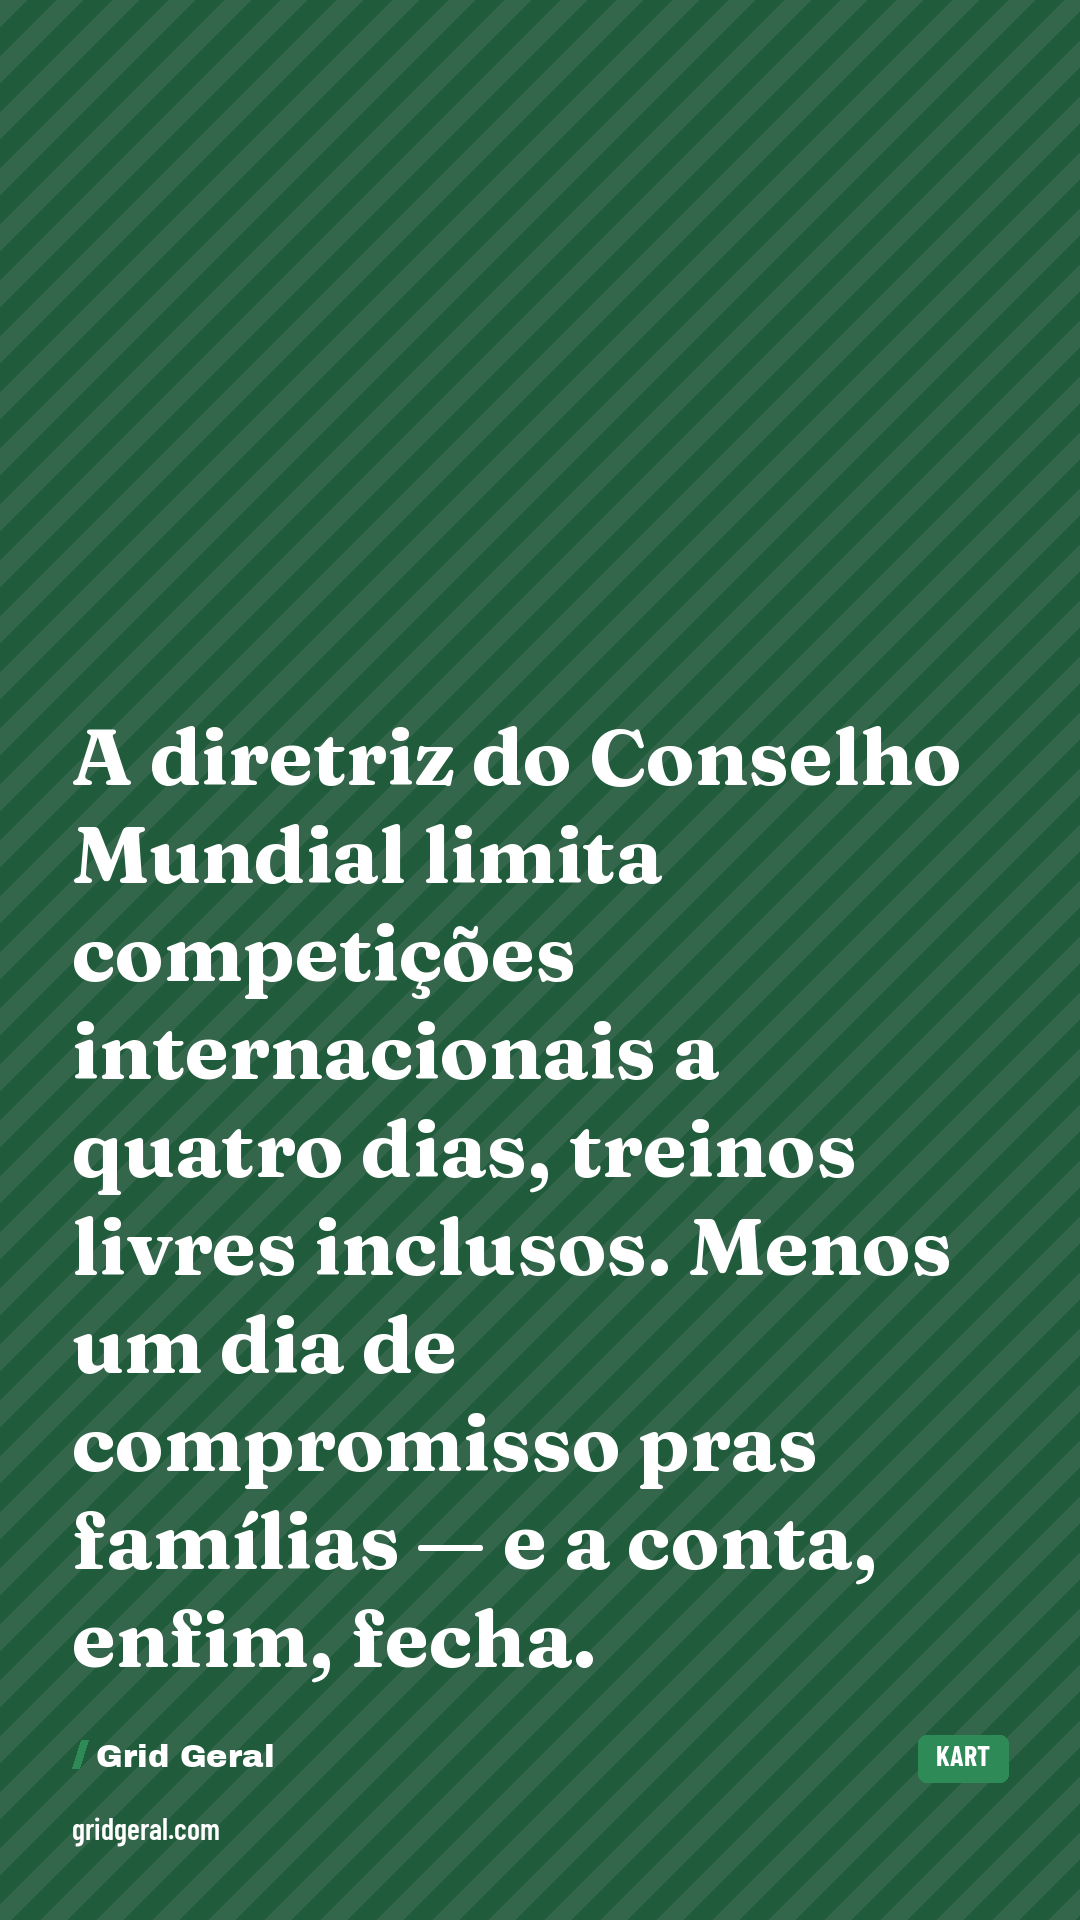 A diretriz do Conselho
Mundial limita
competições
internacionais a
quatro dias, treinos
livres inclusos. Menos
um dia de
compromisso pras
famílias — e a conta,
enfim, fecha.
/ Grid Geral
KART
gridgeral.com